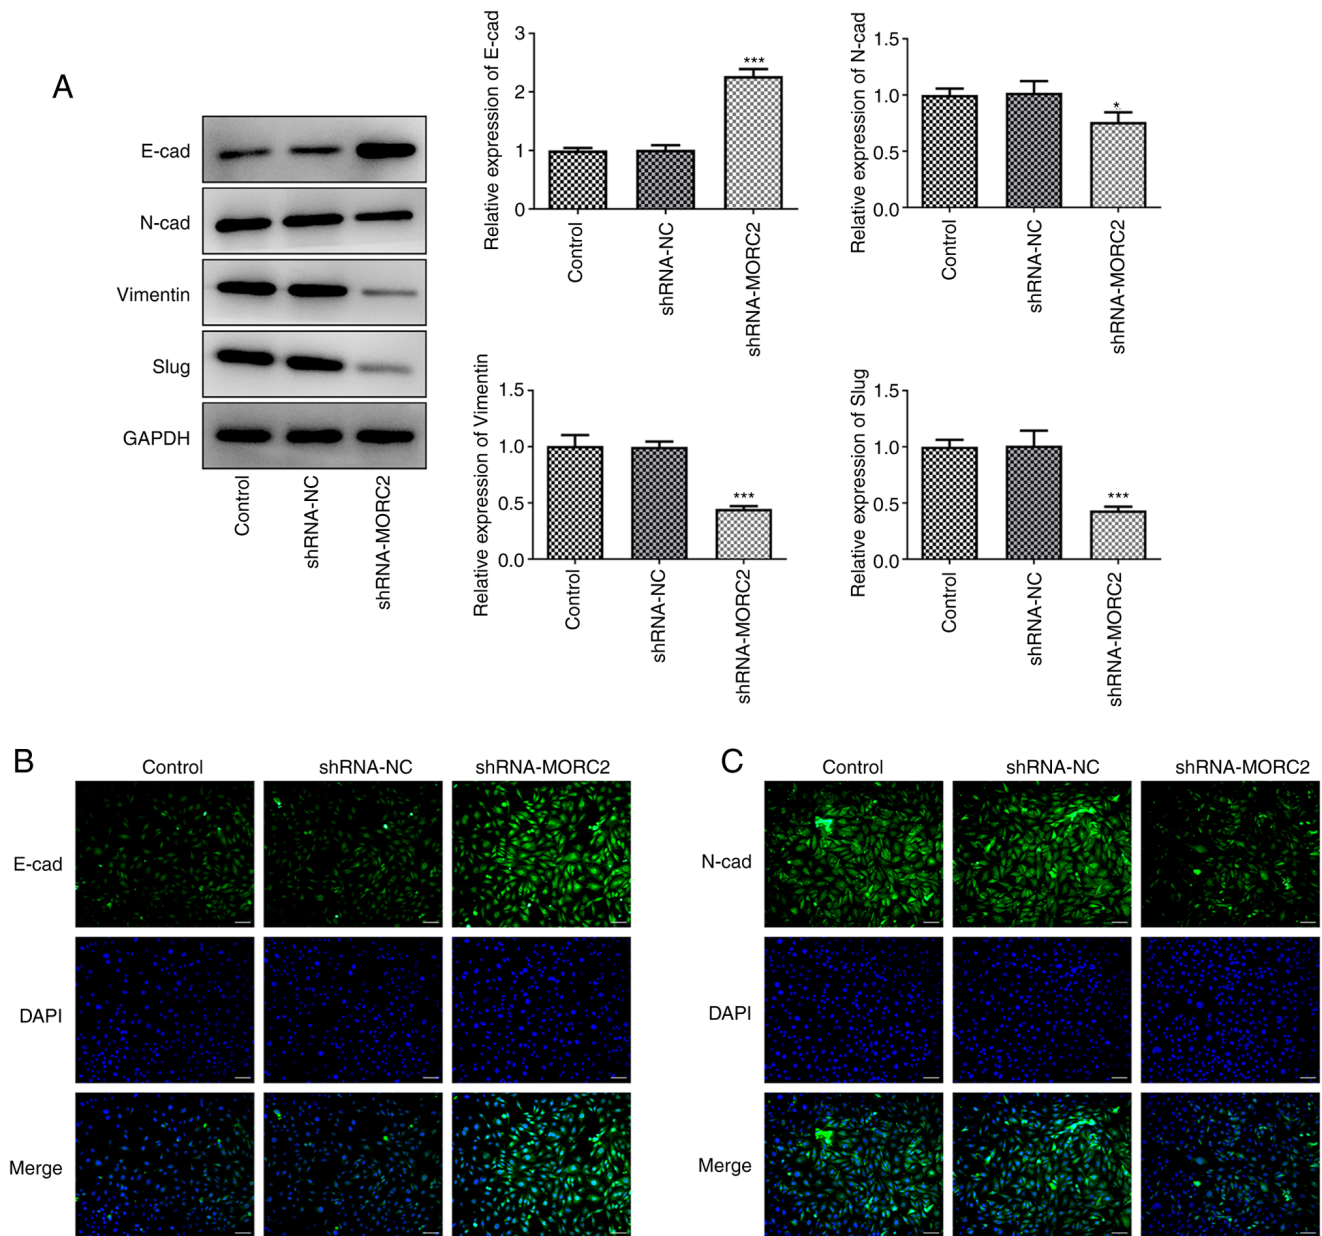 A
E-cad
N-cad
Vimentin
Slug
GAPDH
Control
shRNA-NC
shRNA-MORC2
Relative expression of E-cad
3
2
1
0
***
Control
shRNA-NC
shRNA-MORC2
Relative expression of N-cad
1.5
1.0
0.5
0.0
*
Control
shRNA-NC
shRNA-MORC2
Relative expression of Vimentin
1.5
1.0
0.5
0.0
***
Control
shRNA-NC
shRNA-MORC2
Relative expression of Slug
1.5
1.0
0.5
0.0
***
Control
shRNA-NC
shRNA-MORC2
B
Control shRNA-NC shRNA-MORC2
E-cad
DAPI
Merge
C
Control shRNA-NC shRNA-MORC2
N-cad
DAPI
Merge